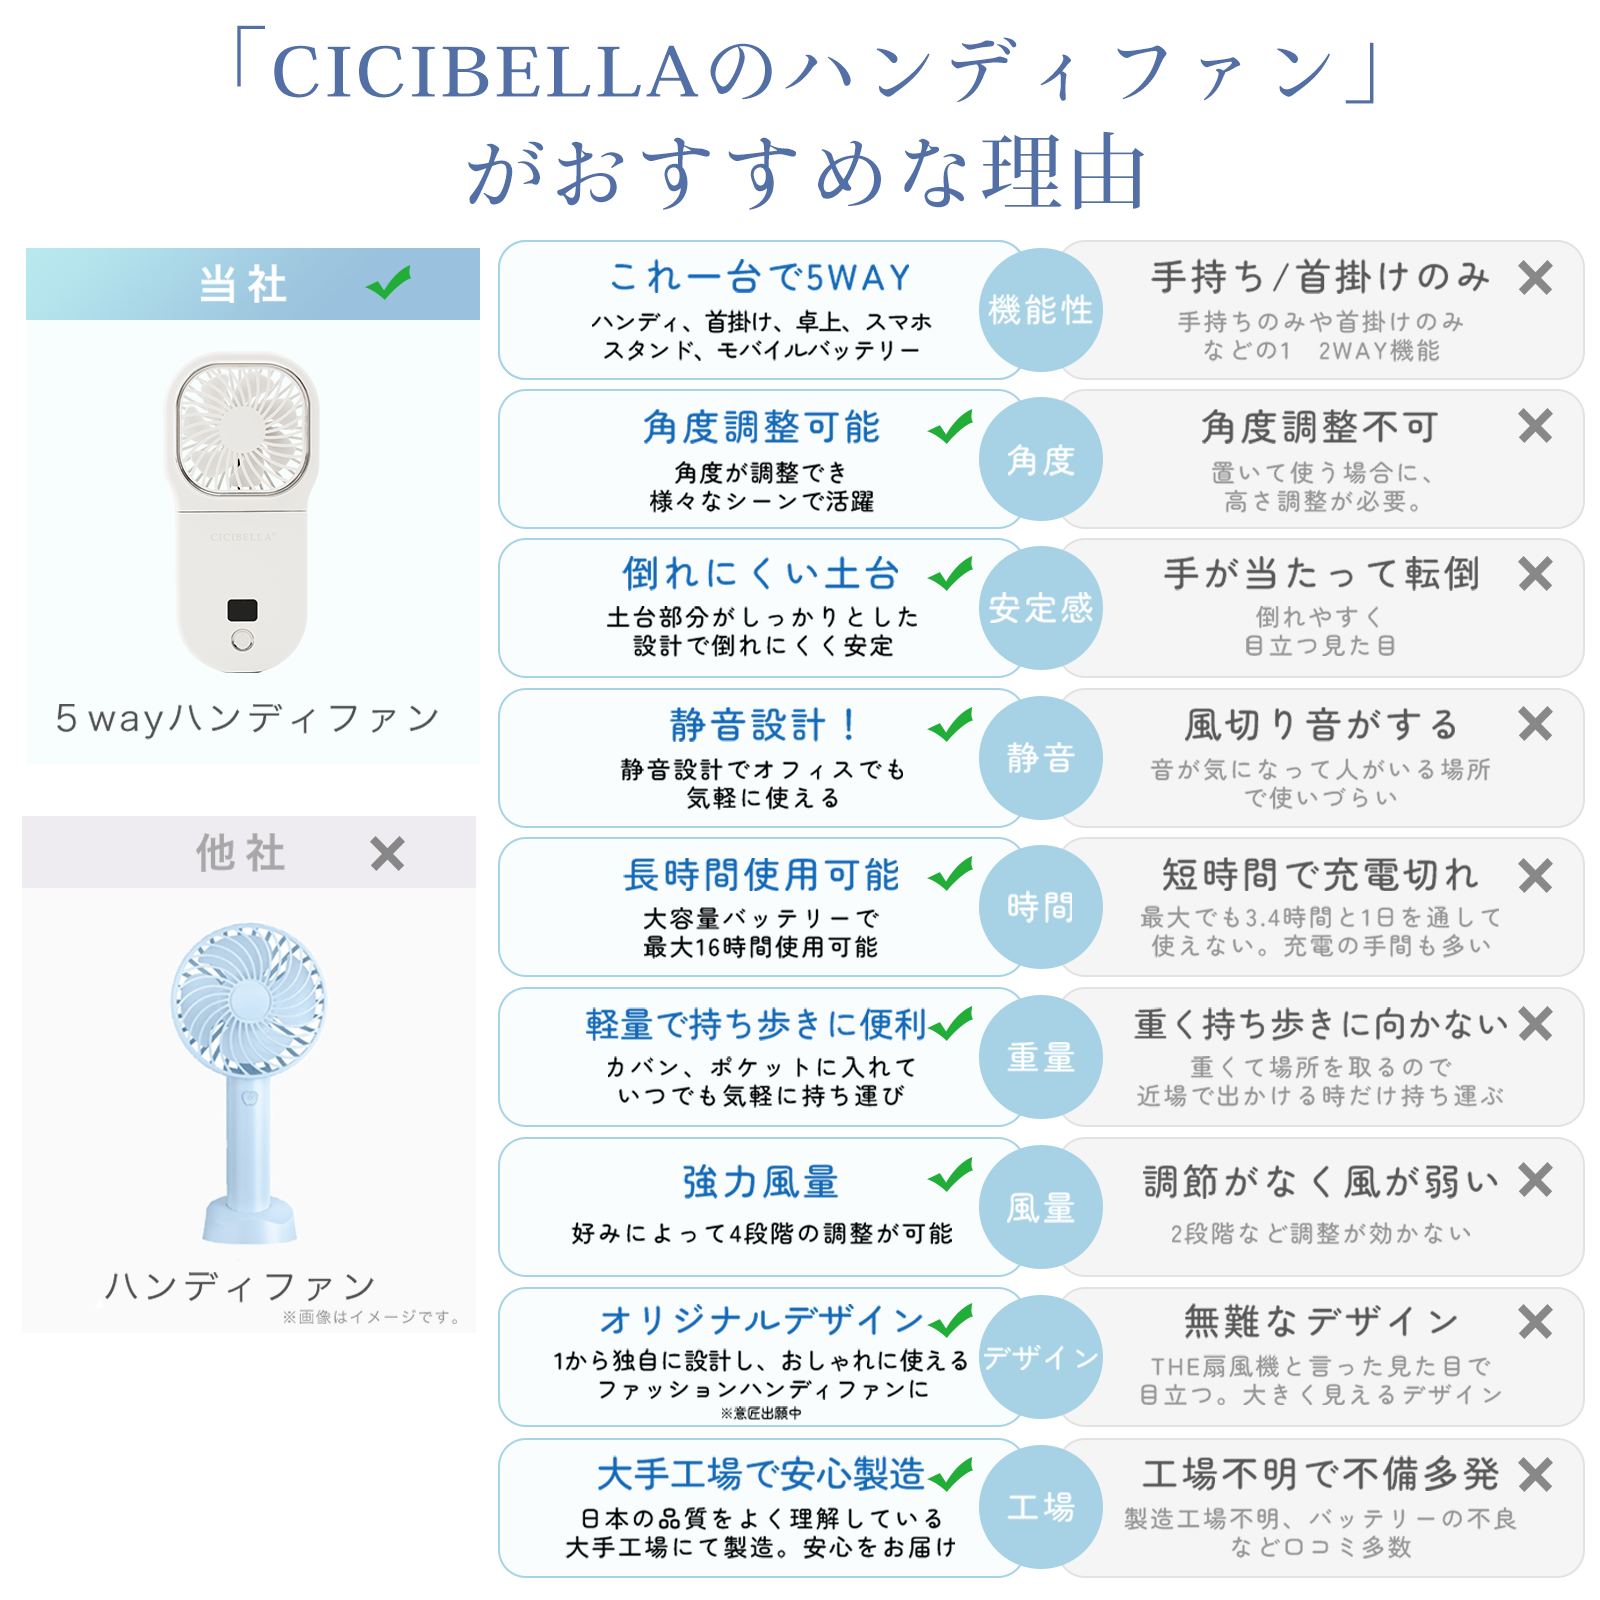 「CICIBELLAのハンディファン」
がおすすめな理由
当社
CICIBELLA
5wayハンディファン
他社
ハンディファン
※画像はイメージです。
これ一台で5WAY
ハンディ、首掛け、卓上、スマホ
スタンド、モバイルバッテリー
機能性
手持ち/首掛けのみ
手持ちのみや首掛けのみ
などの1 2WAY機能
角度調整可能
角度が調整でき
様々なシーンで活躍
角度
角度調整不可
置いて使う場合に、
高さ調整が必要。
倒れにくい土台
土台部分がしっかりとした
設計で倒れにくく安定
安定感
手が当たって転倒
倒れやすく
目立つ見た目
静音設計！
静音設計でオフィスでも
気軽に使える
静音
風切り音がする
音が気になって人がいる場所
で使いづらい
長時間使用可能
大容量バッテリーで
最大16時間使用可能
時間
短時間で充電切れ
最大でも3.4時間と1日を通して
使えない。充電の手間も多い
軽量で持ち歩きに便利
カバン、ポケットに入れて
いつでも気軽に持ち運び
重量
重く持ち歩きに向かない
重くて場所を取るので
近場で出かける時だけ持ち運ぶ
強力風量
好みによって4段階の調整が可能
風量
調節がなく風が弱い
2段階など調整が効かない
オリジナルデザイン
1から独自に設計し、おしゃれに使える
ファッションハンディファンに
※意匠出願中
デザイン
無難なデザイン
THE扇風機と言った見た目で
目立つ。大きく見えるデザイン
大手工場で安心製造
日本の品質をよく理解している
大手工場にて製造。安心をお届け
工場
工場不明で不備多発
製造工場不明、バッテリーの不良
など口コミ多数